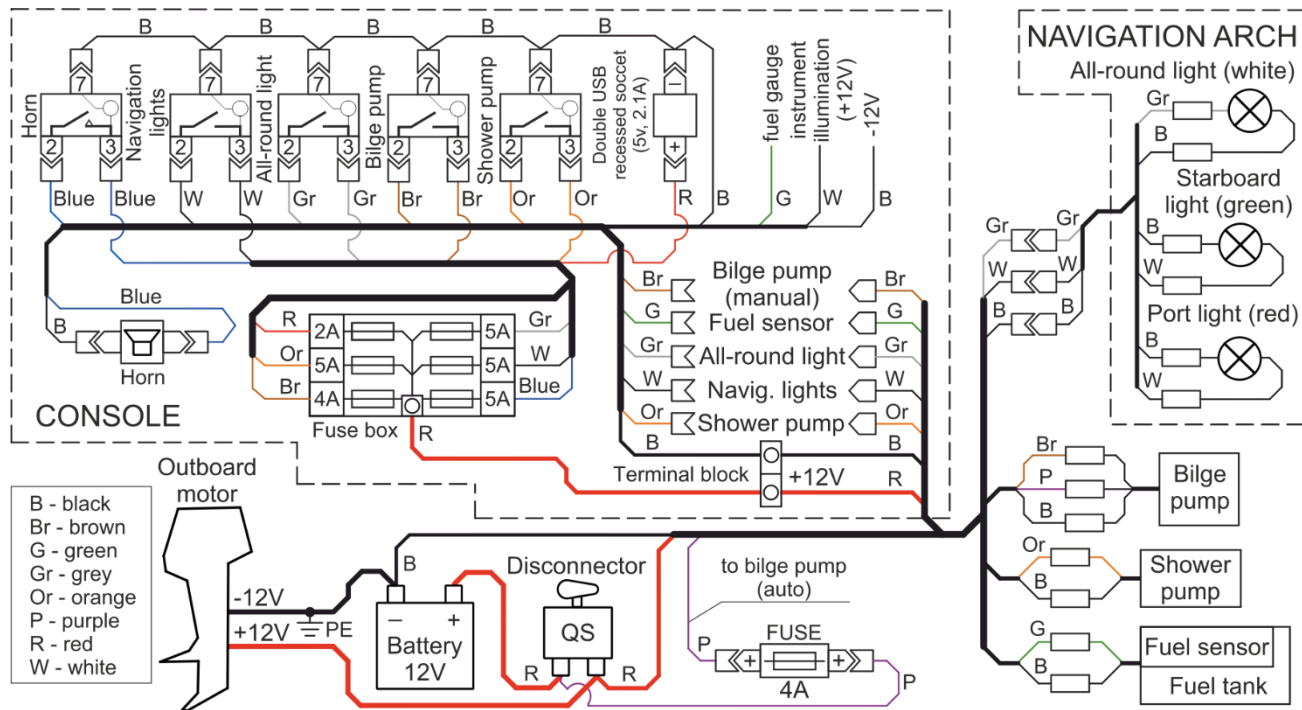 B
B
B
B
B
B
7
7
7
7
7
–
Horn
Navigation
lights
All-round light
Bilge pump
Shower pump
Double USB
recessed soccet
(5v, 2.1A)
2
3
2
3
2
3
2
3
2
3
+
Blue
Blue
W
W
Gr
Gr
Br
Br
Or
Or
R
B
fuel gauge
instrument
illumination
(+12V)
-12V
G
W
B
Blue
B
Horn
CONSOLE
R
2A
5A
Gr
Or
5A
5A
W
Br
4A
5A
Blue
Fuse box
R
Br
Bilge pump
(manual)
Br
G
Fuel sensor
G
Gr
All-round light
Gr
W
Navig. lights
W
Or
Shower pump
Or
B
B
Terminal block
+12V
R
NAVIGATION ARCH
All-round light (white)
Gr
B
Starboard
light (green)
B
W
Port light (red)
B
W
Gr
Gr
W
W
B
B
Br
P
B
Bilge
pump
Or
B
Shower
pump
G
B
Fuel sensor
Fuel tank
B - black
Br - brown
G - green
Gr - grey
Or - orange
P - purple
R - red
W - white
Outboard
motor
-12V
+12V
PE
B
– +
Battery
12V
R
Disconnector
QS
R
to bilge pump
(auto)
P
FUSE
+
+
4A
P